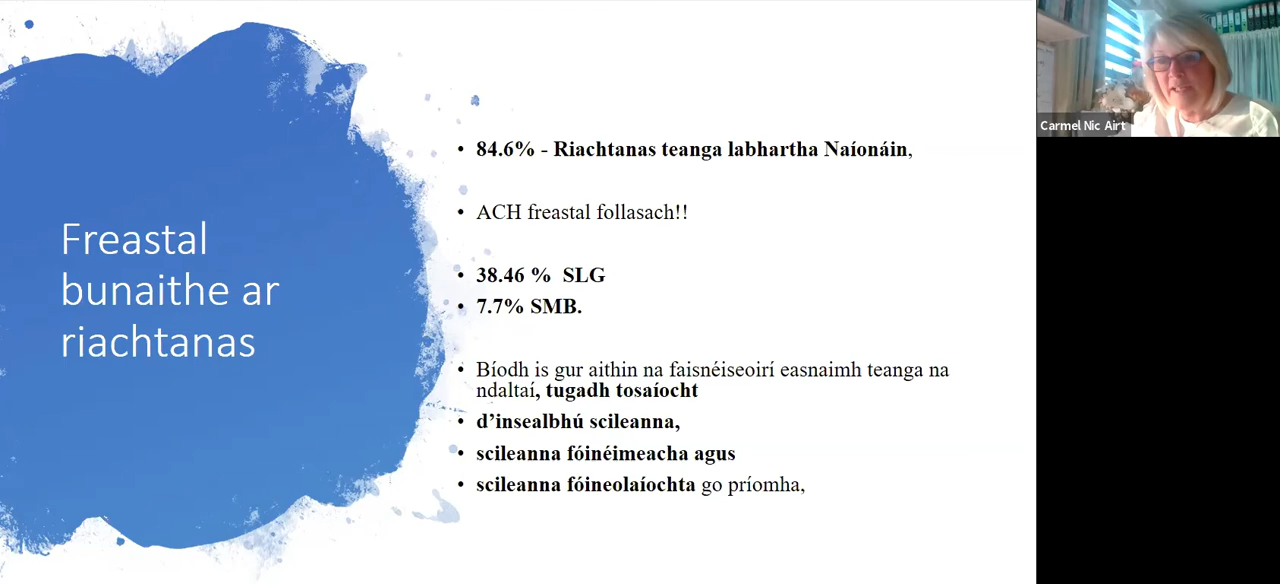 Freastal
bunaithe ar
riachtanas
• 84.6% - Riachtanas teanga labhartha Naíonáin,
• ACH freastal follasach!!
• 38.46 % SLG
• 7.7% SMB.
• Bíodh is gur aithin na faisnéiseoirí easnaimh teanga na
ndaltaí, tugadh tosaíocht
• d’insealbhú scileanna,
• scileanna fóinéimeacha agus
• scileanna fóineolaíochta go príomha,
Carmel Nic Airt